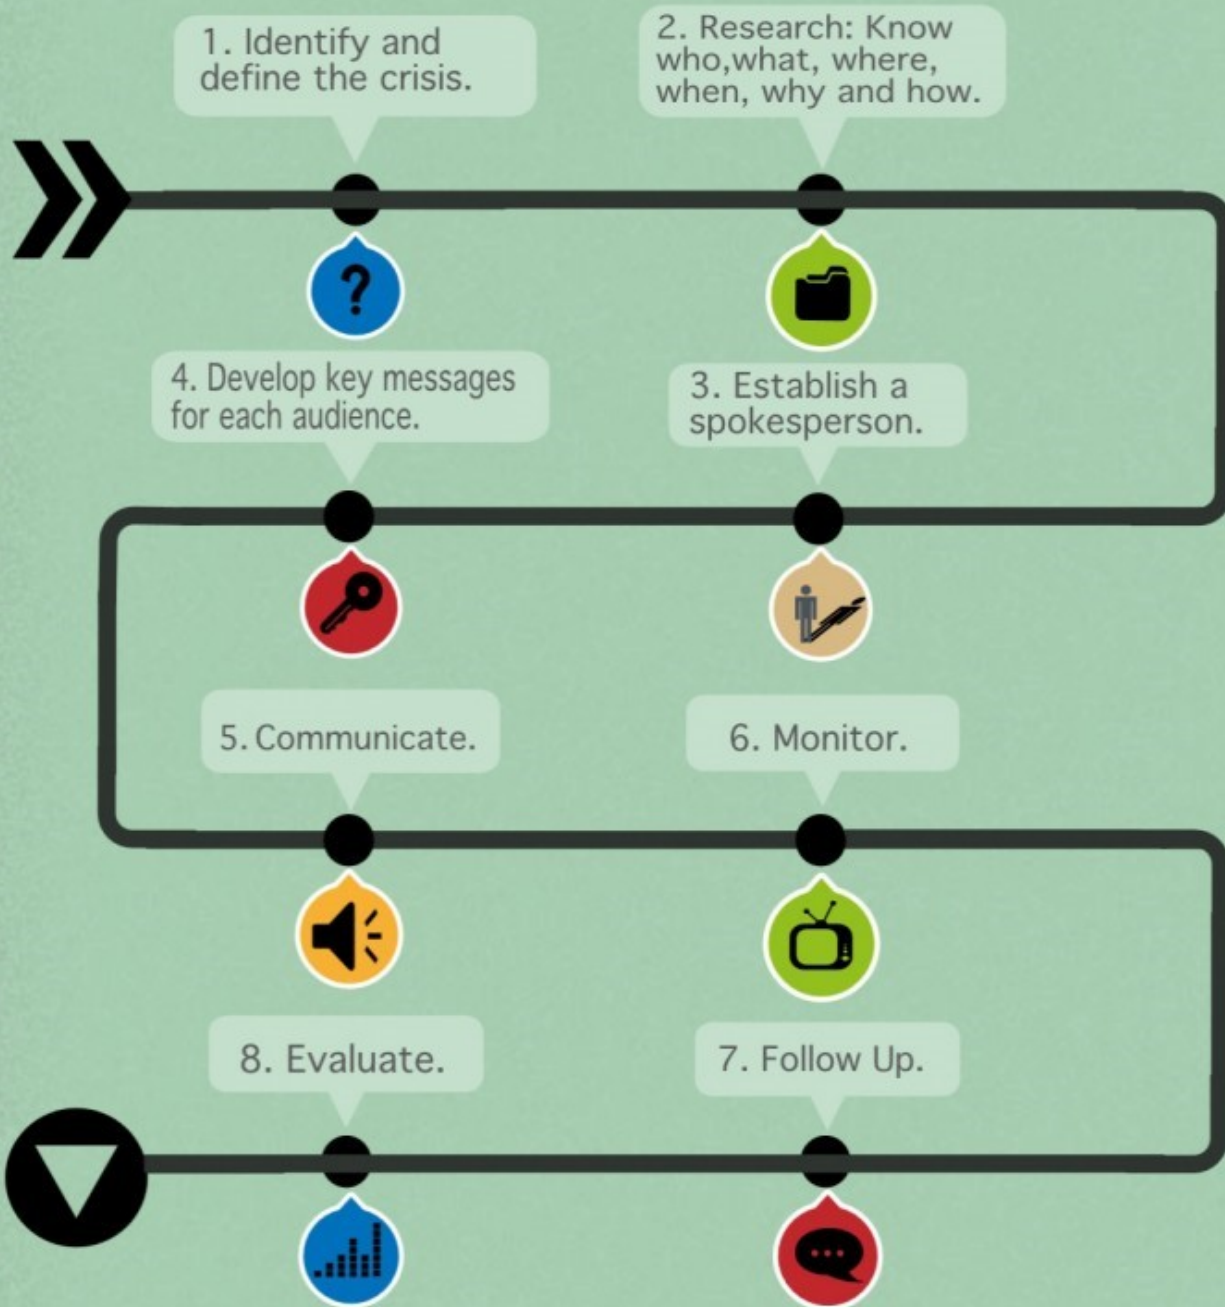 1. Identify and
define the crisis.
2. Research: Know
who,what, where,
when, why and how.
3. Establish a
spokesperson.
4. Develop key messages
for each audience.
5. Communicate.
6. Monitor.
7. Follow Up.
8. Evaluate.